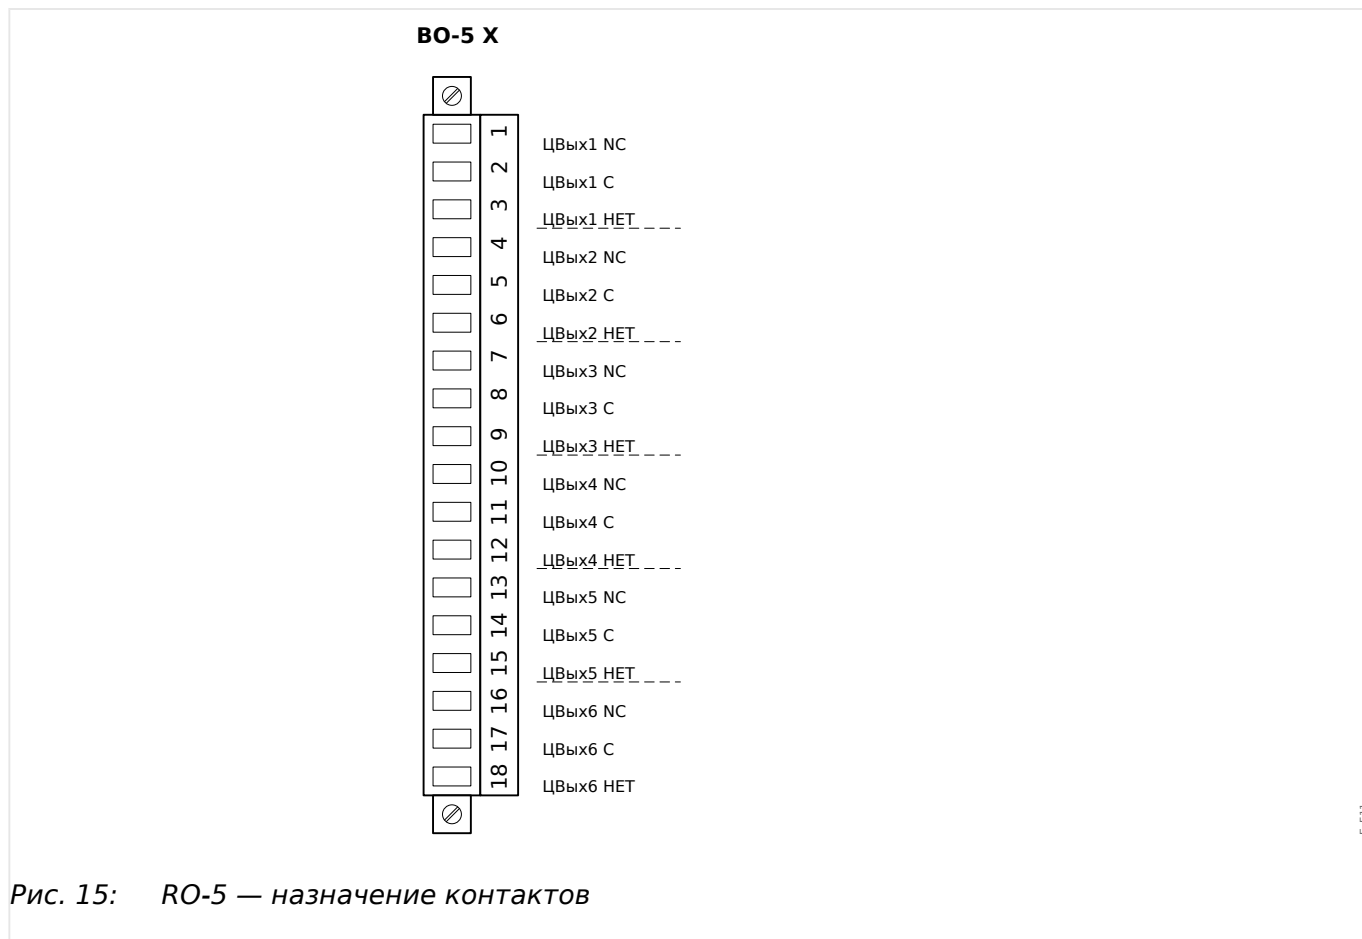 BO-5 X
1
ЦВых1 NC
2
ЦВых1 C
3
ЦВых1 НЕТ
4
ЦВых2 NC
5
ЦВых2 C
6
ЦВых2 НЕТ
7
ЦВых3 NC
8
ЦВых3 C
9
ЦВых3 НЕТ
10
ЦВых4 NC
11
ЦВых4 C
12
ЦВых4 НЕТ
13
ЦВых5 NC
14
ЦВых5 C
15
ЦВых5 НЕТ
16
ЦВых6 NC
17
ЦВых6 C
18
ЦВых6 НЕТ
Рис. 15: RO-5 — назначение контактов